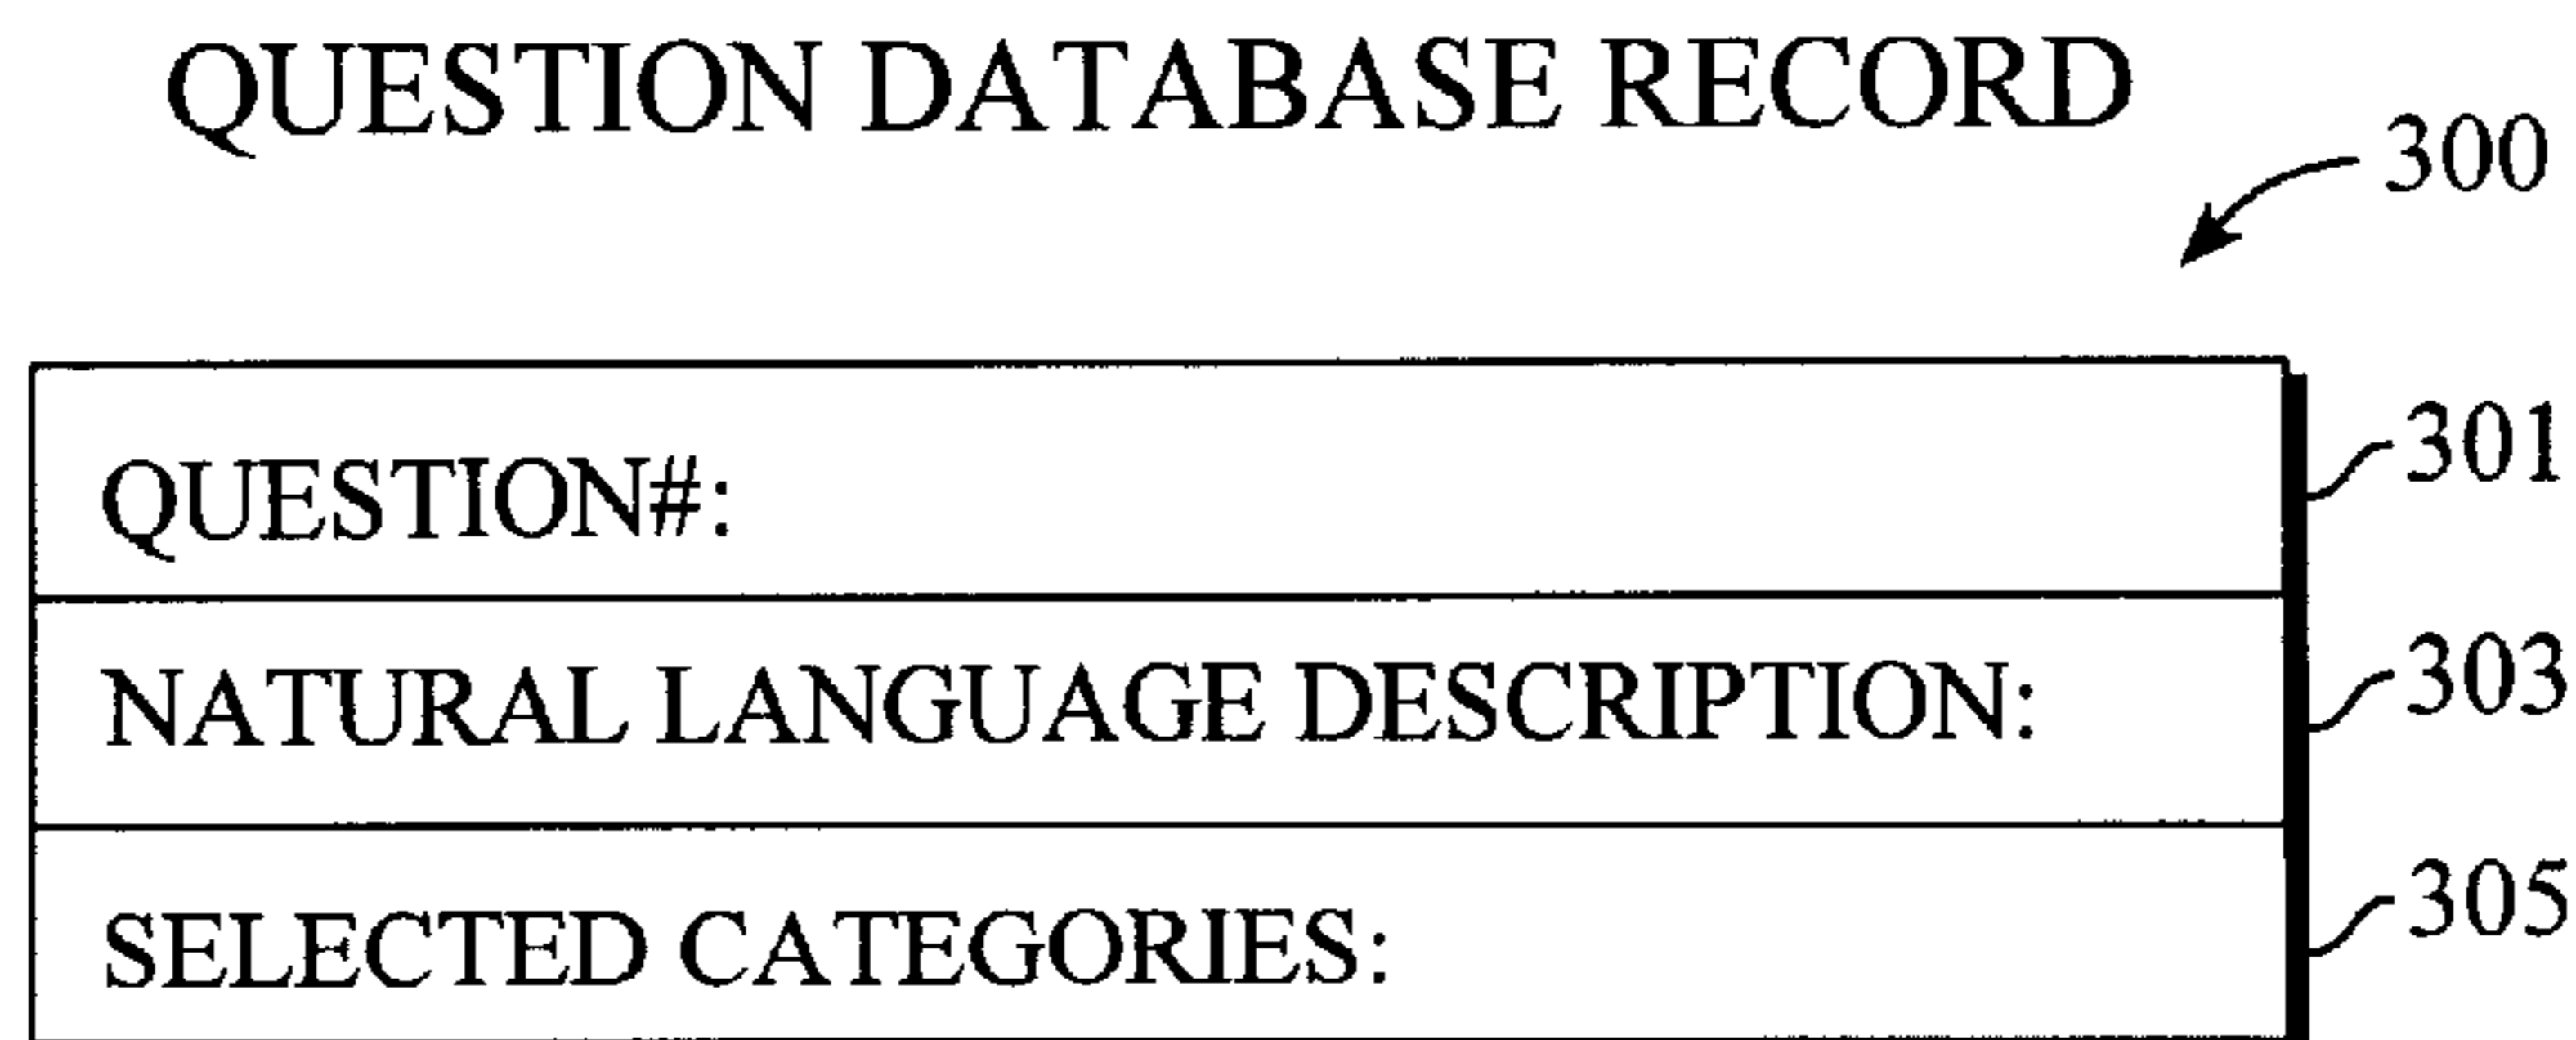 QUESTION DATABASE RECORD
300
QUESTION#:
301
NATURAL LANGUAGE DESCRIPTION:
303
SELECTED CATEGORIES:
305